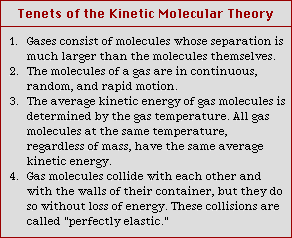 Tenets of the Kinetic Molecular Theory
1. Gases consist of molecules whose separation is
much larger than the molecules themselves.
2. The molecules of a gas are in continuous,
random, and rapid motion.
3. The average kinetic energy of gas molecules is
determined by the gas temperature. All gas
molecules at the same temperature,
regardless of mass, have the same average
kinetic energy.
4. Gas molecules collide with each other and
with the walls of their container, but they do
so without loss of energy. These collisions are
called "perfectly elastic."